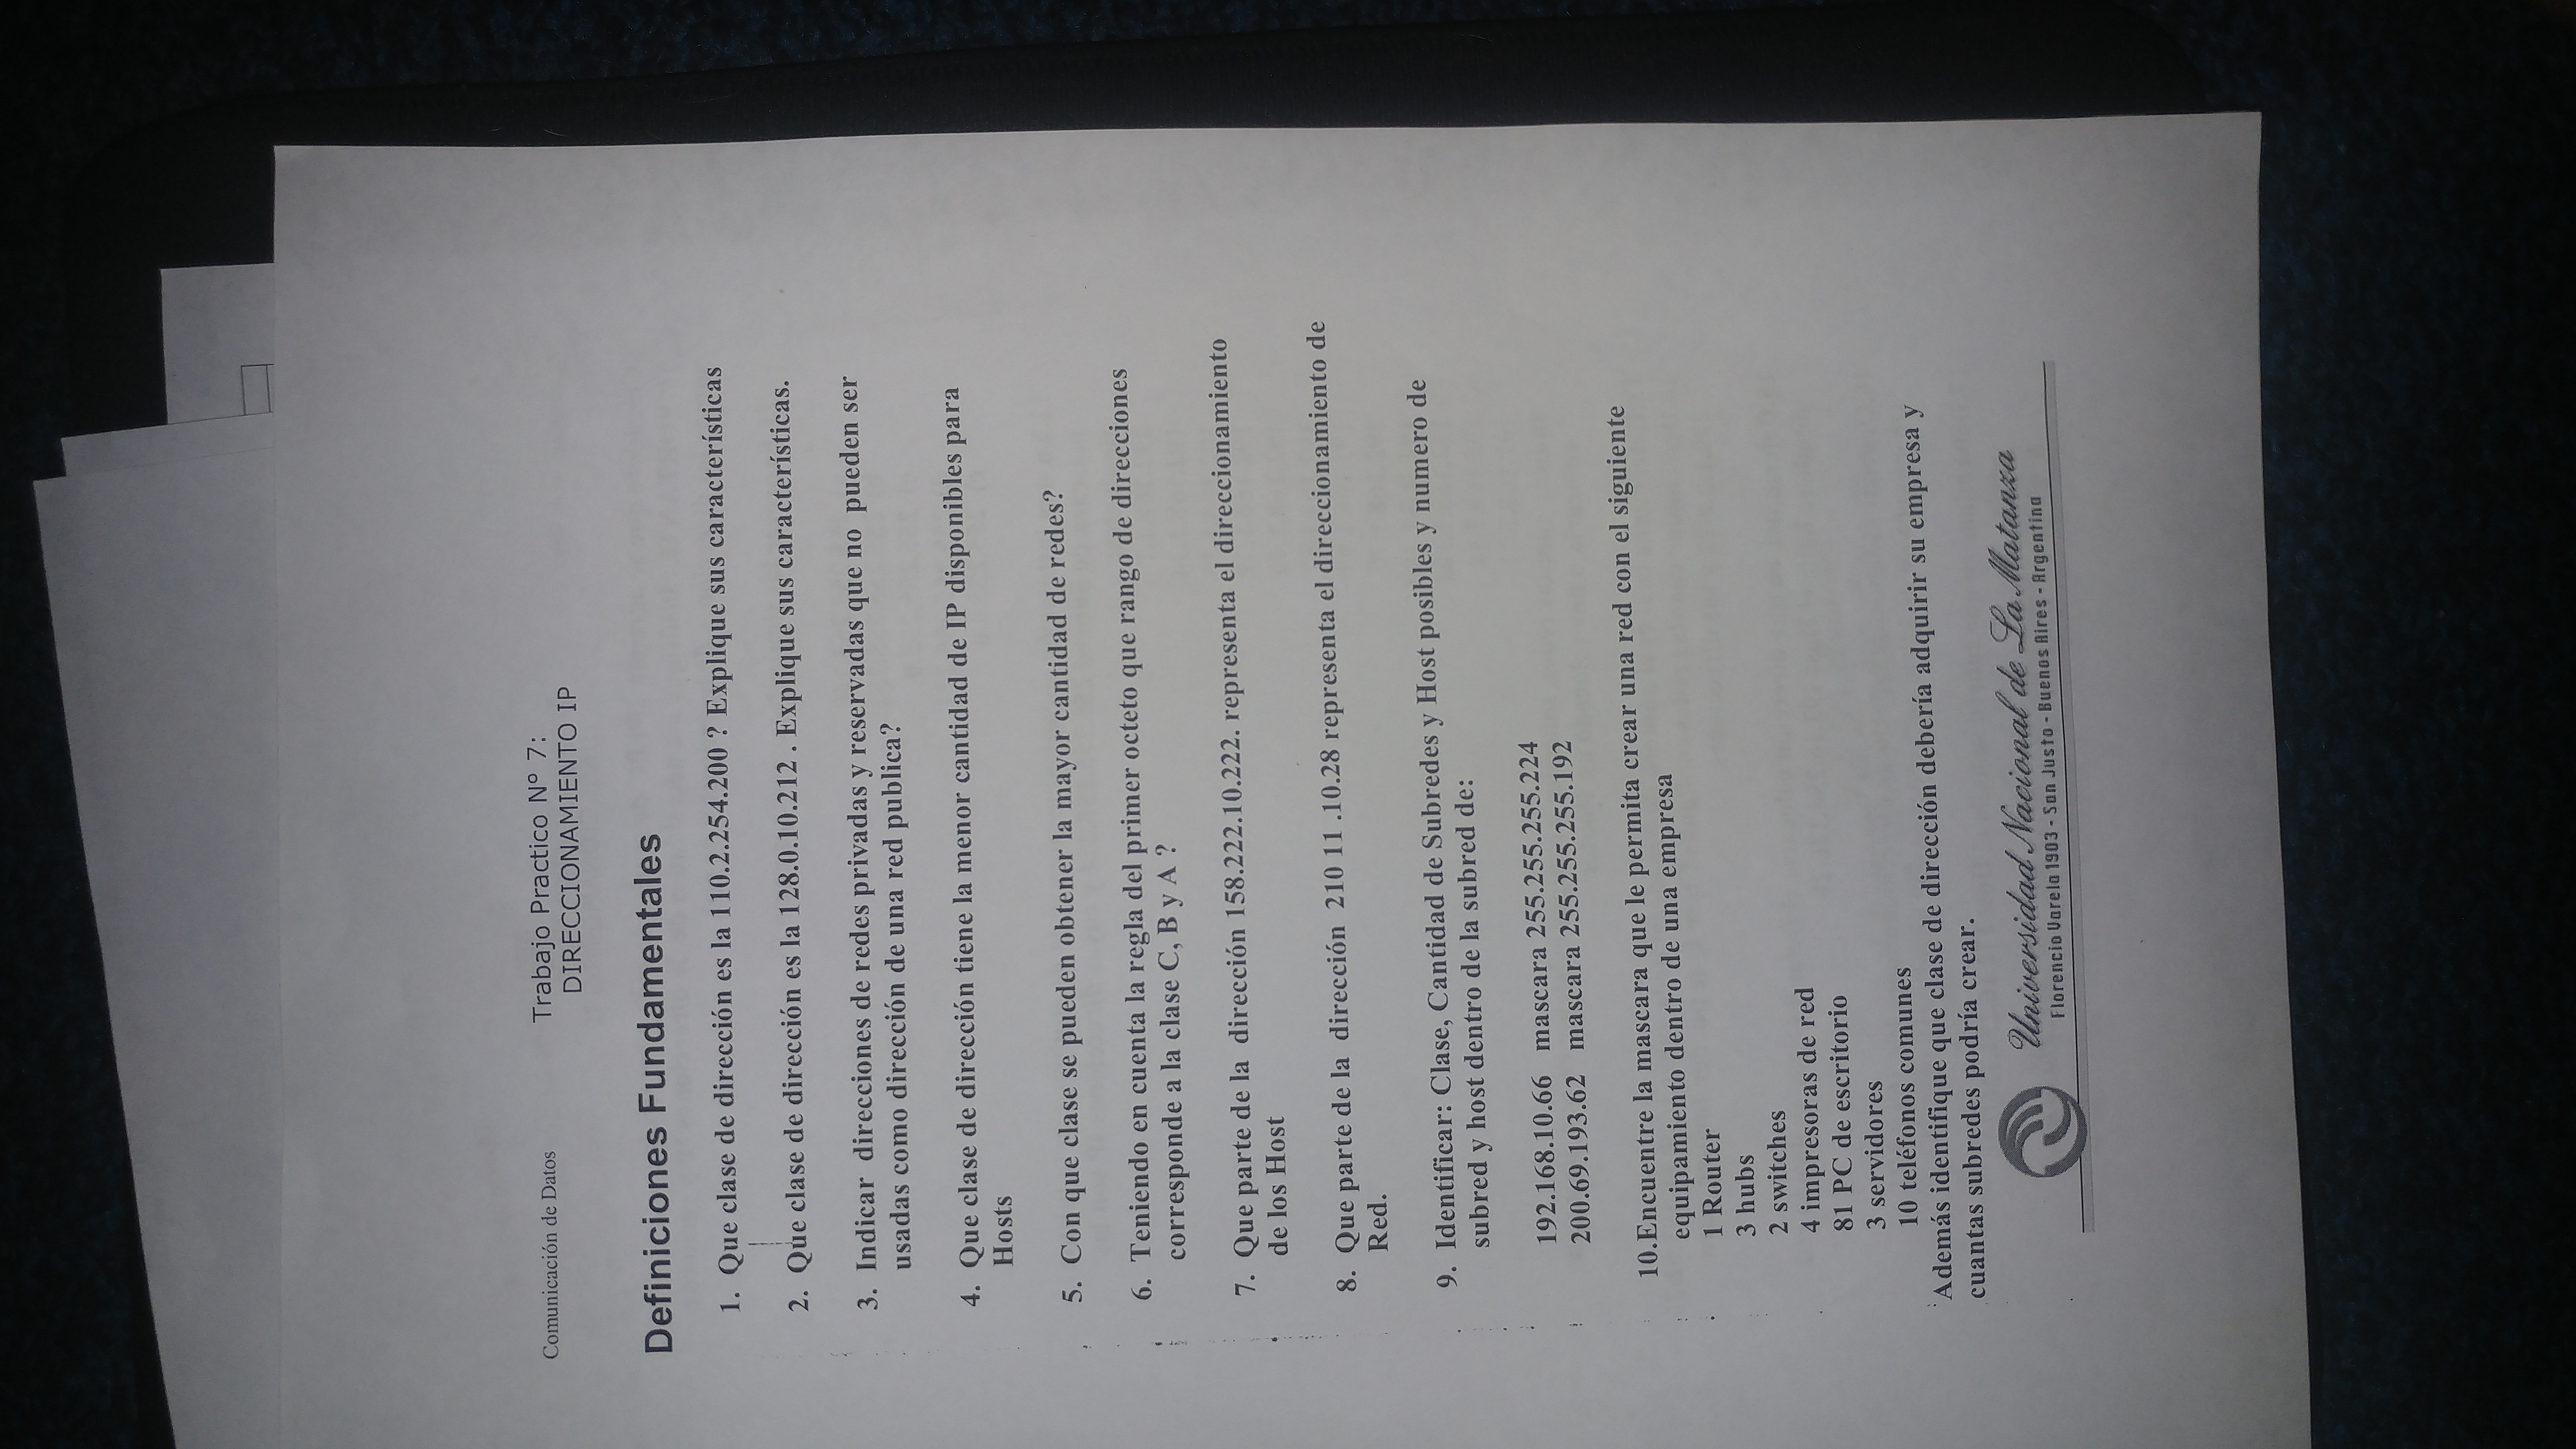 Comunicación de Datos
Trabajo Practico Nº 7:
DIRECCIONAMIENTO IP
Definiciones Fundamentales
1. Que clase de dirección es la 110.2.254.200 ? Explique sus características
2. Que clase de dirección es la 128.0.10.212 . Explique sus características.
3. Indicar direcciones de redes privadas y reservadas que no pueden ser
usadas como dirección de una red publica?
4. Que clase de dirección tiene la menor cantidad de IP disponibles para
Hosts
5. Con que clase se pueden obtener la mayor cantidad de redes?
6. Teniendo en cuenta la regla del primer octeto que rango de direcciones
corresponde a la clase C, B y A ?
7. Que parte de la dirección 158.222.10.222. representa el direccionamiento
de los Host
8. Que parte de la dirección 210 11 .10.28 representa el direccionamiento de
Red.
9. Identificar: Clase, Cantidad de Subredes y Host posibles y numero de
subred y host dentro de la subred de:
192.168.10.66 mascara 255.255.255.224
200.69.193.62 mascara 255.255.255.192
10.Encuentre la mascara que le permita crear una red con el siguiente
equipamiento dentro de una empresa
1 Router
3 hubs
2 switches
4 impresoras de red
81 PC de escritorio
3 servidores
10 teléfonos comunes
Además identifique que clase de dirección debería adquirir su empresa y
cuantas subredes podría crear.
Universidad Nacional de La Matanza
Florencio Varela 1903 - San Justo - Buenos Aires - Argentina